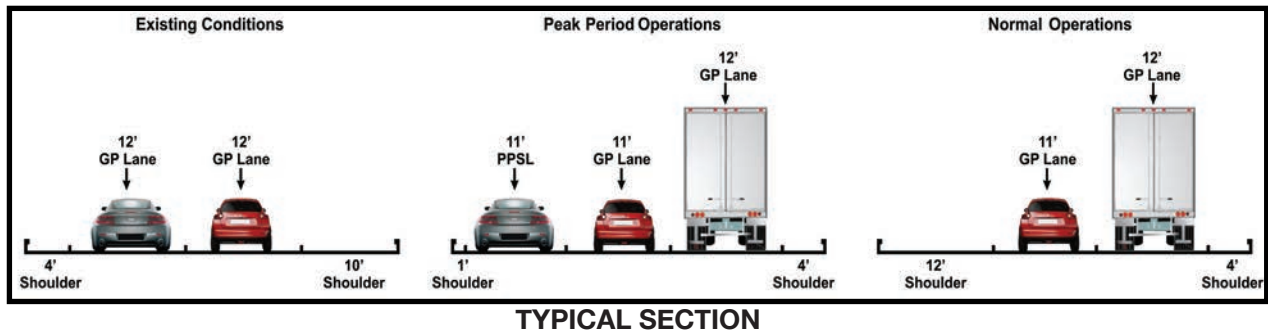 Existing Conditions
12'
GP Lane
12'
GP Lane
4'
Shoulder
10'
Shoulder
Peak Period Operations
11'
PPSL
11'
GP Lane
12'
GP Lane
1'
Shoulder
4'
Shoulder
Normal Operations
11'
GP Lane
12'
GP Lane
12'
Shoulder
4'
Shoulder
TYPICAL SECTION